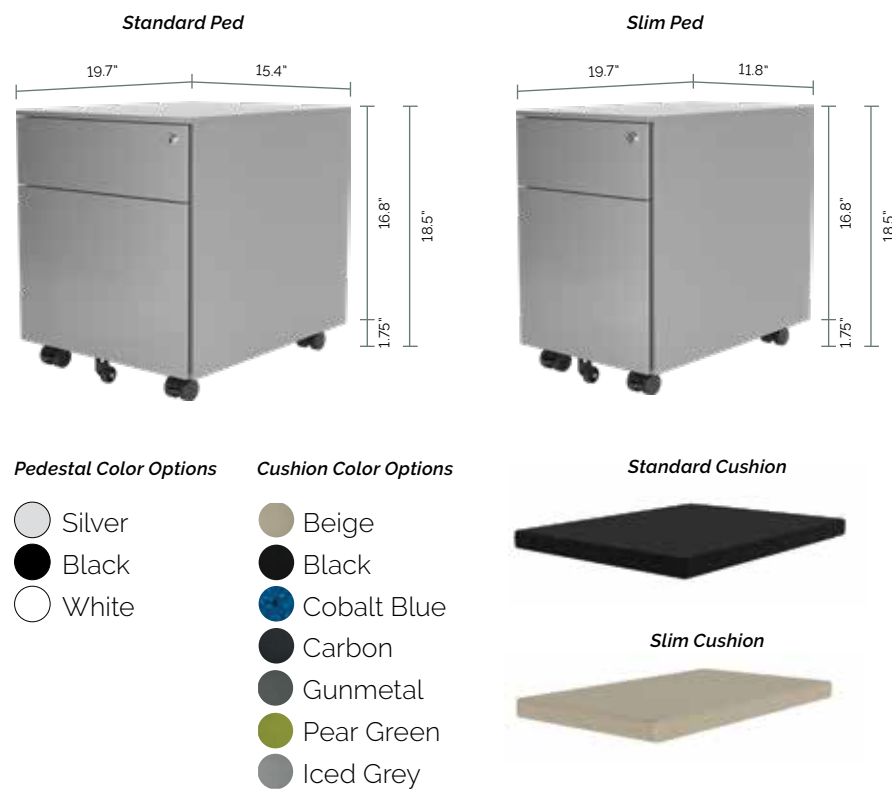 Standard Ped
19.7"
15.4"
16.8"
18.5"
1.75"
Slim Ped
19.7"
11.8"
16.8"
18.5"
1.75"
Pedestal Color Options
Silver
Black
White
Cushion Color Options
Beige
Black
Cobalt Blue
Carbon
Gunmetal
Pear Green
Iced Grey
Standard Cushion
Slim Cushion